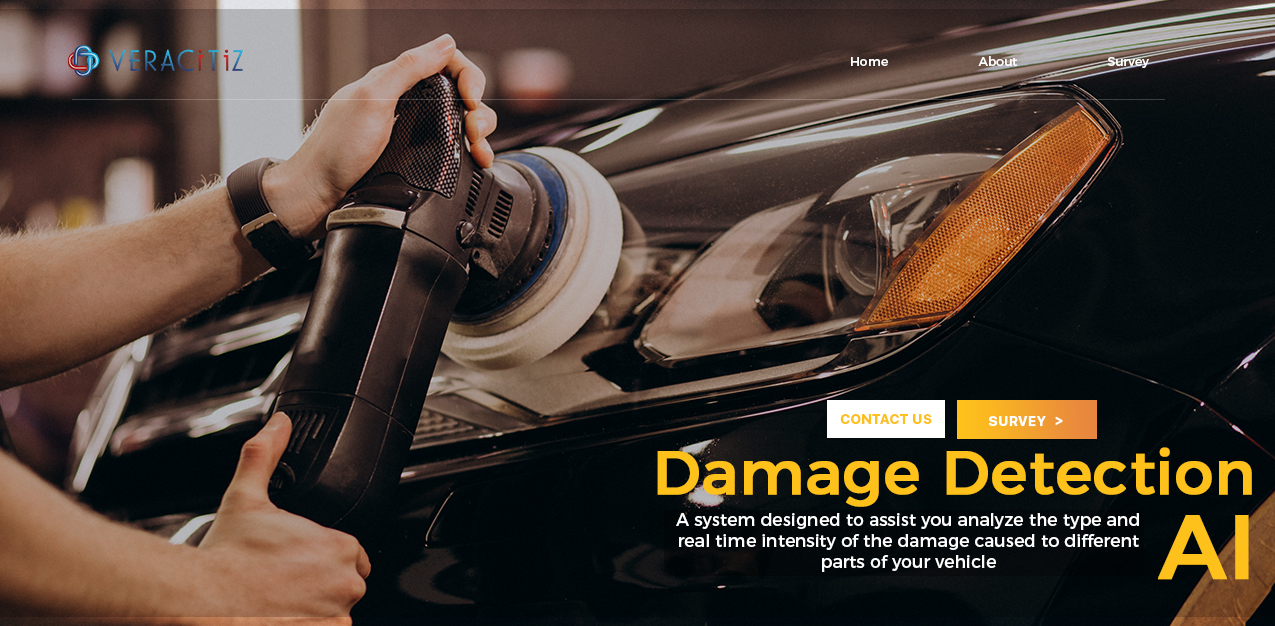 VERACiTiZ
Home About Survey
CONTACT US SURVEY >
Damage Detection
A system designed to assist you analyze the type and
real time intensity of the damage caused to different
parts of your vehicle
AI